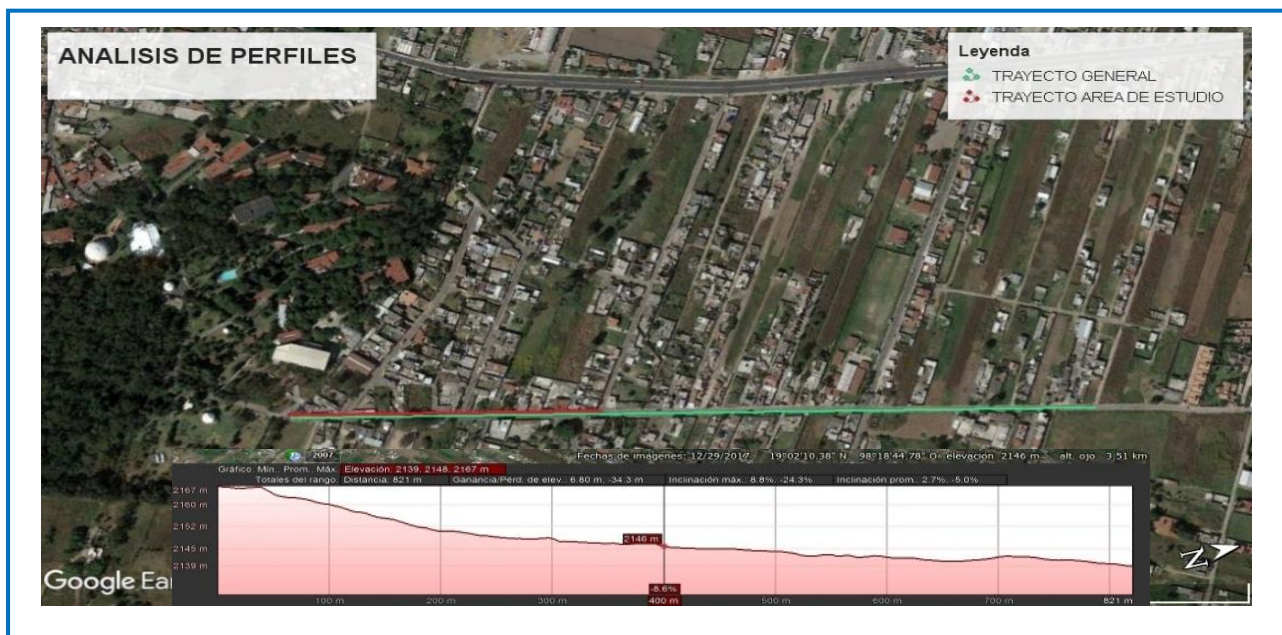 ANALISIS DE PERFILES
Leyenda
TRAYECTO GENERAL
TRAYECTO AREA DE ESTUDIO
2007
Fechas de imágenes: 12/29/2017 19°02'10.38" N 98°18'44.78" O elevación 2146 m alt. ojo 3.51 km
Gráfico: Mín., Prom., Máx. Elevación: 2139, 2148, 2167 m
Totales del rango: Distancia: 821 m Ganancia/Pérd. de elev.: 6.80 m, -34.3 m Inclinación máx.: 8.8%, -24.3% Inclinación prom.: 2.7%, -5.0%
2167 m
2160 m
2152 m
2145 m
2139 m
2146 m
-8.6%
100 m 200 m 300 m 400 m 500 m 600 m 700 m 821 m
Google Ea
N